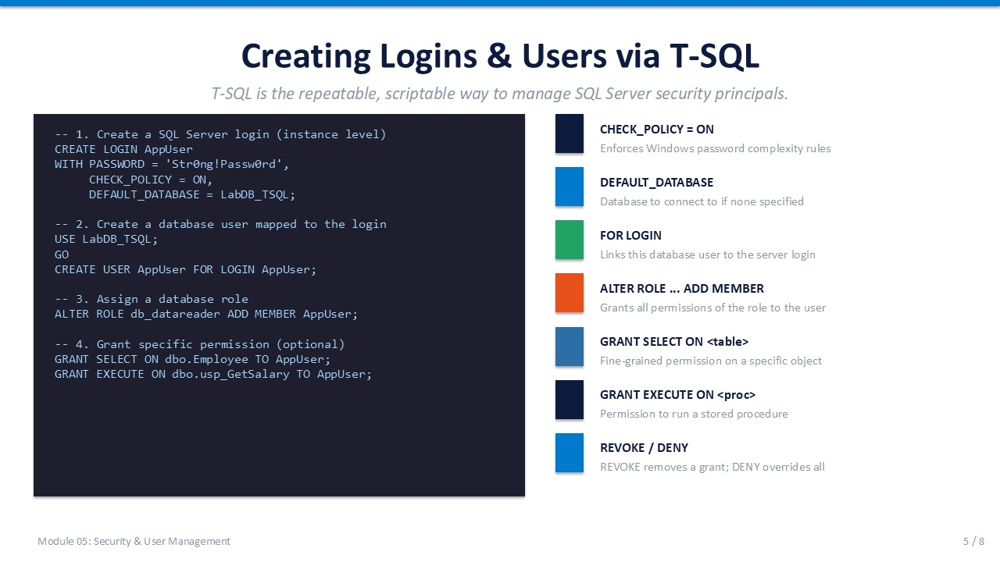 Creating Logins & Users via T-SQL
T-SQL is the repeatable, scriptable way to manage SQL Server security principals.
-- 1. Create a SQL Server login (instance level)
CREATE LOGIN AppUser
WITH PASSWORD = 'Str0ng!Passw0rd',
     CHECK_POLICY = ON,
     DEFAULT_DATABASE = LabDB_TSQL;
-- 2. Create a database user mapped to the login
USE LabDB_TSQL;
GO
CREATE USER AppUser FOR LOGIN AppUser;
-- 3. Assign a database role
ALTER ROLE db_datareader ADD MEMBER AppUser;
-- 4. Grant specific permission (optional)
GRANT SELECT ON dbo.Employee TO AppUser;
GRANT EXECUTE ON dbo.usp_GetSalary TO AppUser;
CHECK_POLICY = ON
Enforces Windows password complexity rules
DEFAULT_DATABASE
Database to connect to if none specified
FOR LOGIN
Links this database user to the server login
ALTER ROLE ... ADD MEMBER
Grants all permissions of the role to the user
GRANT SELECT ON <table>
Fine-grained permission on a specific object
GRANT EXECUTE ON <proc>
Permission to run a stored procedure
REVOKE / DENY
REVOKE removes a grant; DENY overrides all
Module 05: Security & User Management
5 / 8